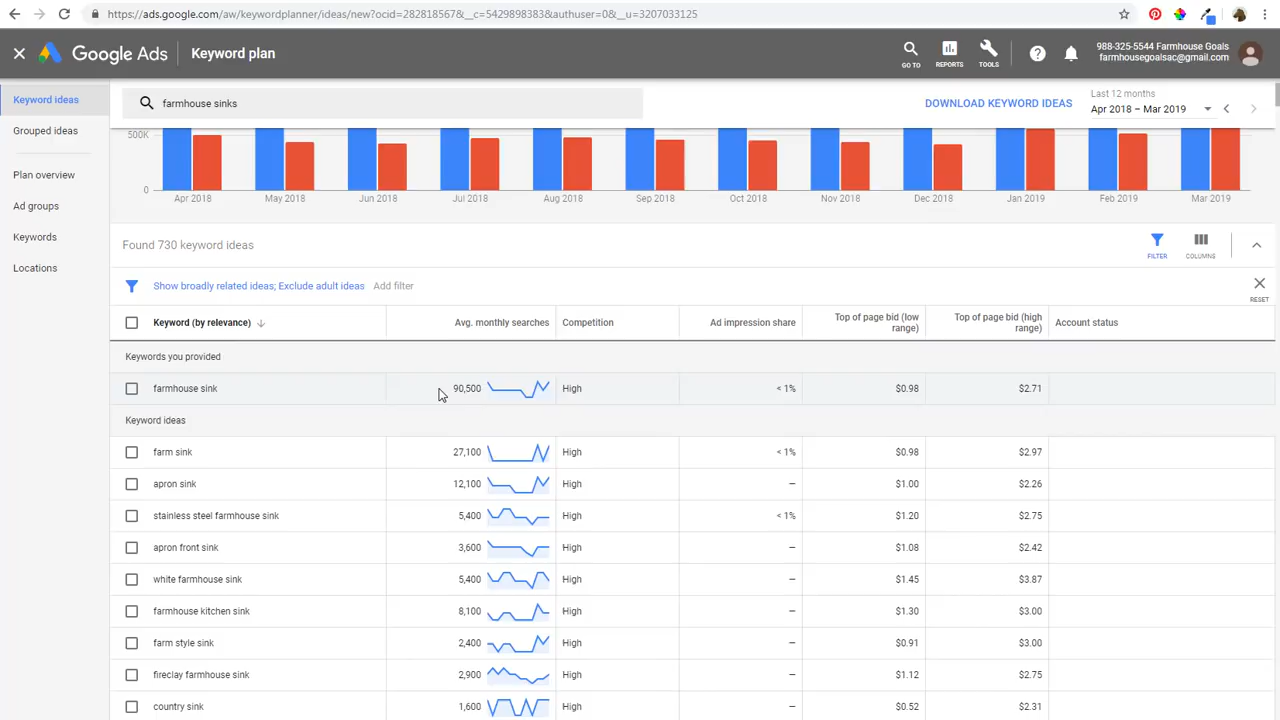 https://ads.google.com/aw/keywordplanner/ideas/new?ocid=282818567&__c=5429898383&authuser=0&__u=3207033125
Google Ads
Keyword plan
GO TO
REPORTS
TOOLS
988-325-5544 Farmhouse Goals
farmhousegoalsac@gmail.com
Keyword ideas
Grouped ideas
Plan overview
Ad groups
Keywords
Locations
farmhouse sinks
DOWNLOAD KEYWORD IDEAS
Last 12 months
Apr 2018 – Mar 2019
500K
0
Apr 2018 May 2018 Jun 2018 Jul 2018 Aug 2018 Sep 2018 Oct 2018 Nov 2018 Dec 2018 Jan 2019 Feb 2019 Mar 2019
Found 730 keyword ideas
FILTER
COLUMNS
Show broadly related ideas; Exclude adult ideas Add filter
RESET
Keyword (by relevance) Avg. monthly searches Competition Ad impression share Top of page bid (low range) Top of page bid (high range) Account status
Keywords you provided
farmhouse sink 90,500 High < 1% $0.98 $2.71
Keyword ideas
farm sink 27,100 High < 1% $0.98 $2.97
apron sink 12,100 High – $1.00 $2.26
stainless steel farmhouse sink 5,400 High < 1% $1.20 $2.75
apron front sink 3,600 High – $1.08 $2.42
white farmhouse sink 5,400 High – $1.45 $3.87
farmhouse kitchen sink 8,100 High – $1.30 $3.00
farm style sink 2,400 High – $0.91 $3.00
fireclay farmhouse sink 2,900 High – $1.12 $2.75
country sink 1,600 High – $0.52 $2.31